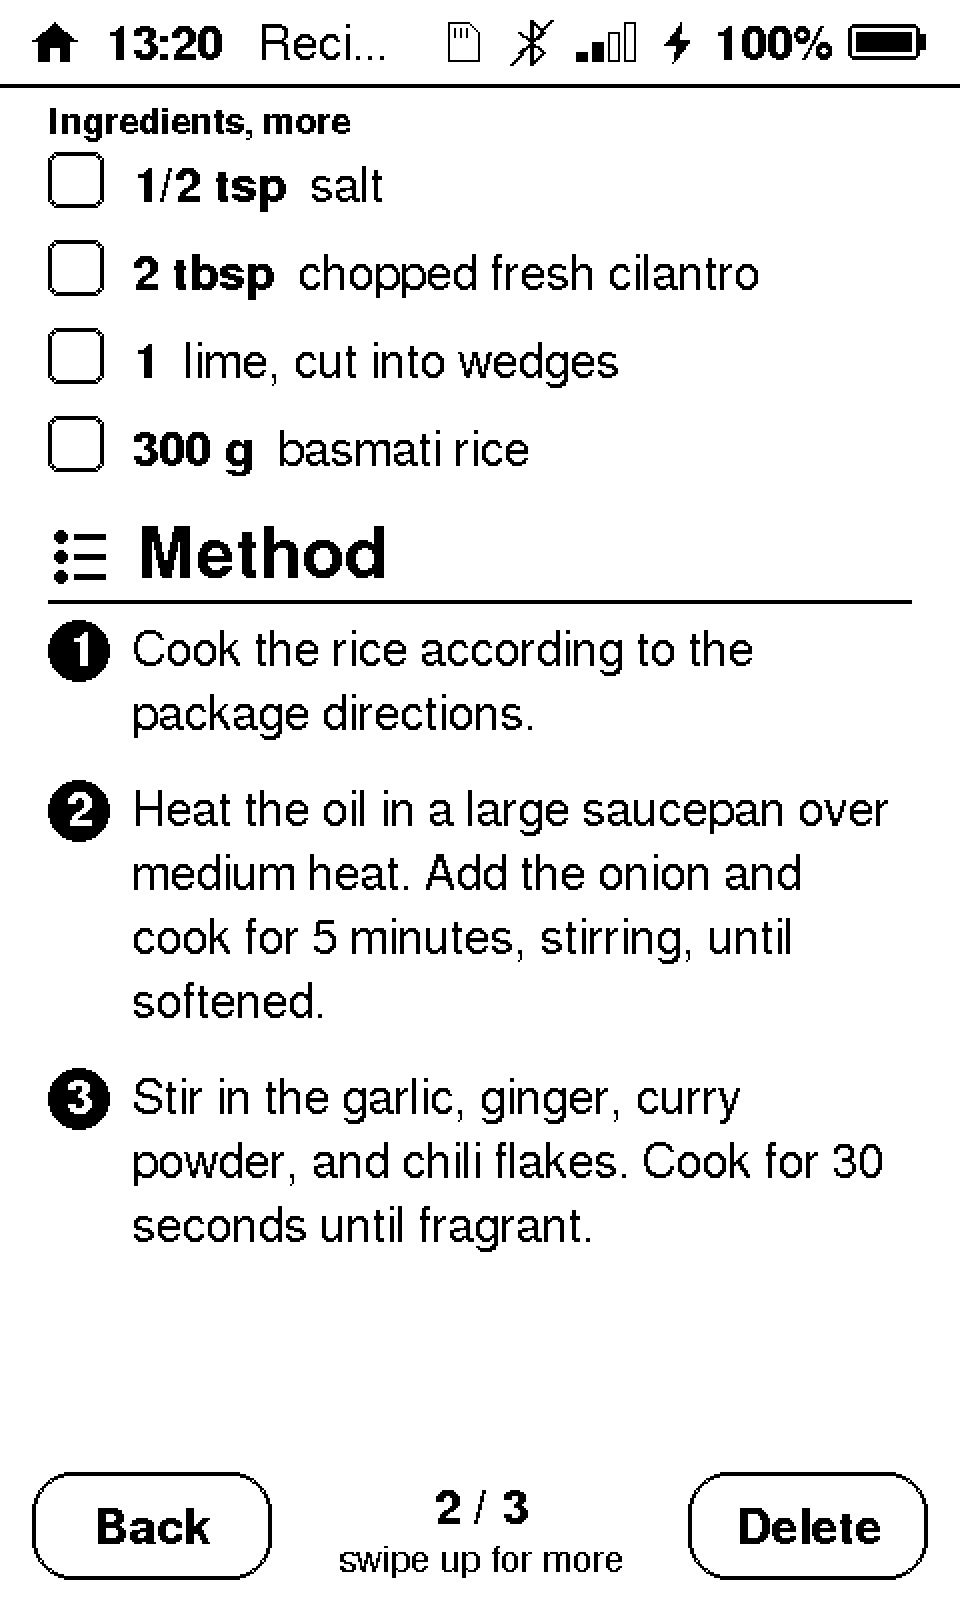 13:20 Reci... 100%
Ingredients, more
1/2 tsp salt
2 tbsp chopped fresh cilantro
1 lime, cut into wedges
300 g basmati rice
Method
1 Cook the rice according to the
package directions.
2 Heat the oil in a large saucepan over
medium heat. Add the onion and
cook for 5 minutes, stirring, until
softened.
3 Stir in the garlic, ginger, curry
powder, and chili flakes. Cook for 30
seconds until fragrant.
Back 2 / 3 Delete
swipe up for more